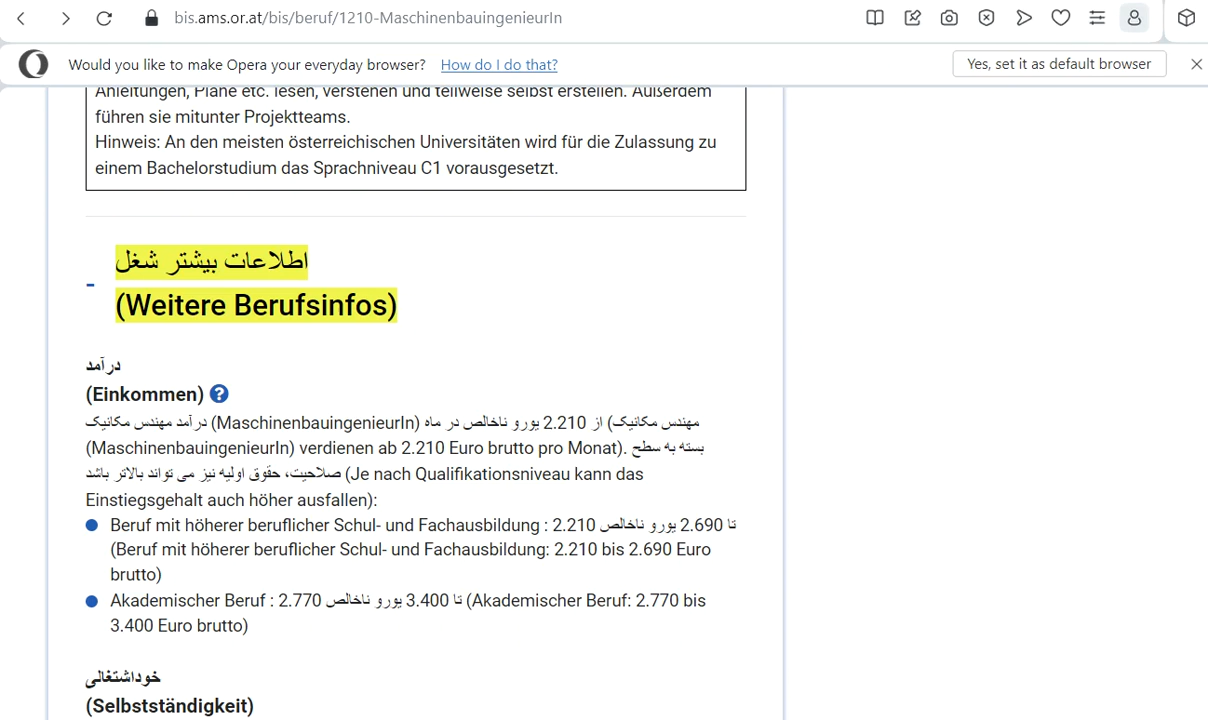 bis.ams.or.at/bis/beruf/1210-MaschinenbauingenieurIn
Would you like to make Opera your everyday browser? How do I do that? Yes, set it as default browser
Anleitungen, Pläne etc. lesen, verstehen und teilweise selbst erstellen. Außerdem
führen sie mitunter Projektteams.
Hinweis: An den meisten österreichischen Universitäten wird für die Zulassung zu
einem Bachelorstudium das Sprachniveau C1 vorausgesetzt.
اطلاعات بیشتر شغل
(Weitere Berufsinfos)
درآمد
(Einkommen) ?
درآمد مهندس مکانیک (MaschinenbauingenieurIn) از 2.210 یورو ناخالص در ماه (مهندس مکانیک
(MaschinenbauingenieurIn) verdienen ab 2.210 Euro brutto pro Monat). بسته به سطح
صلاحیت، حقوق اولیه نیز می تواند بالاتر باشد (Je nach Qualifikationsniveau kann das
Einstiegsgehalt auch höher ausfallen):
Beruf mit höherer beruflicher Schul- und Fachausbildung : 2.210 تا 2.690 یورو ناخالص
(Beruf mit höherer beruflicher Schul- und Fachausbildung: 2.210 bis 2.690 Euro
brutto)
Akademischer Beruf : 2.770 تا 3.400 یورو ناخالص (Akademischer Beruf: 2.770 bis
3.400 Euro brutto)
خوداشتغالی
(Selbstständigkeit)